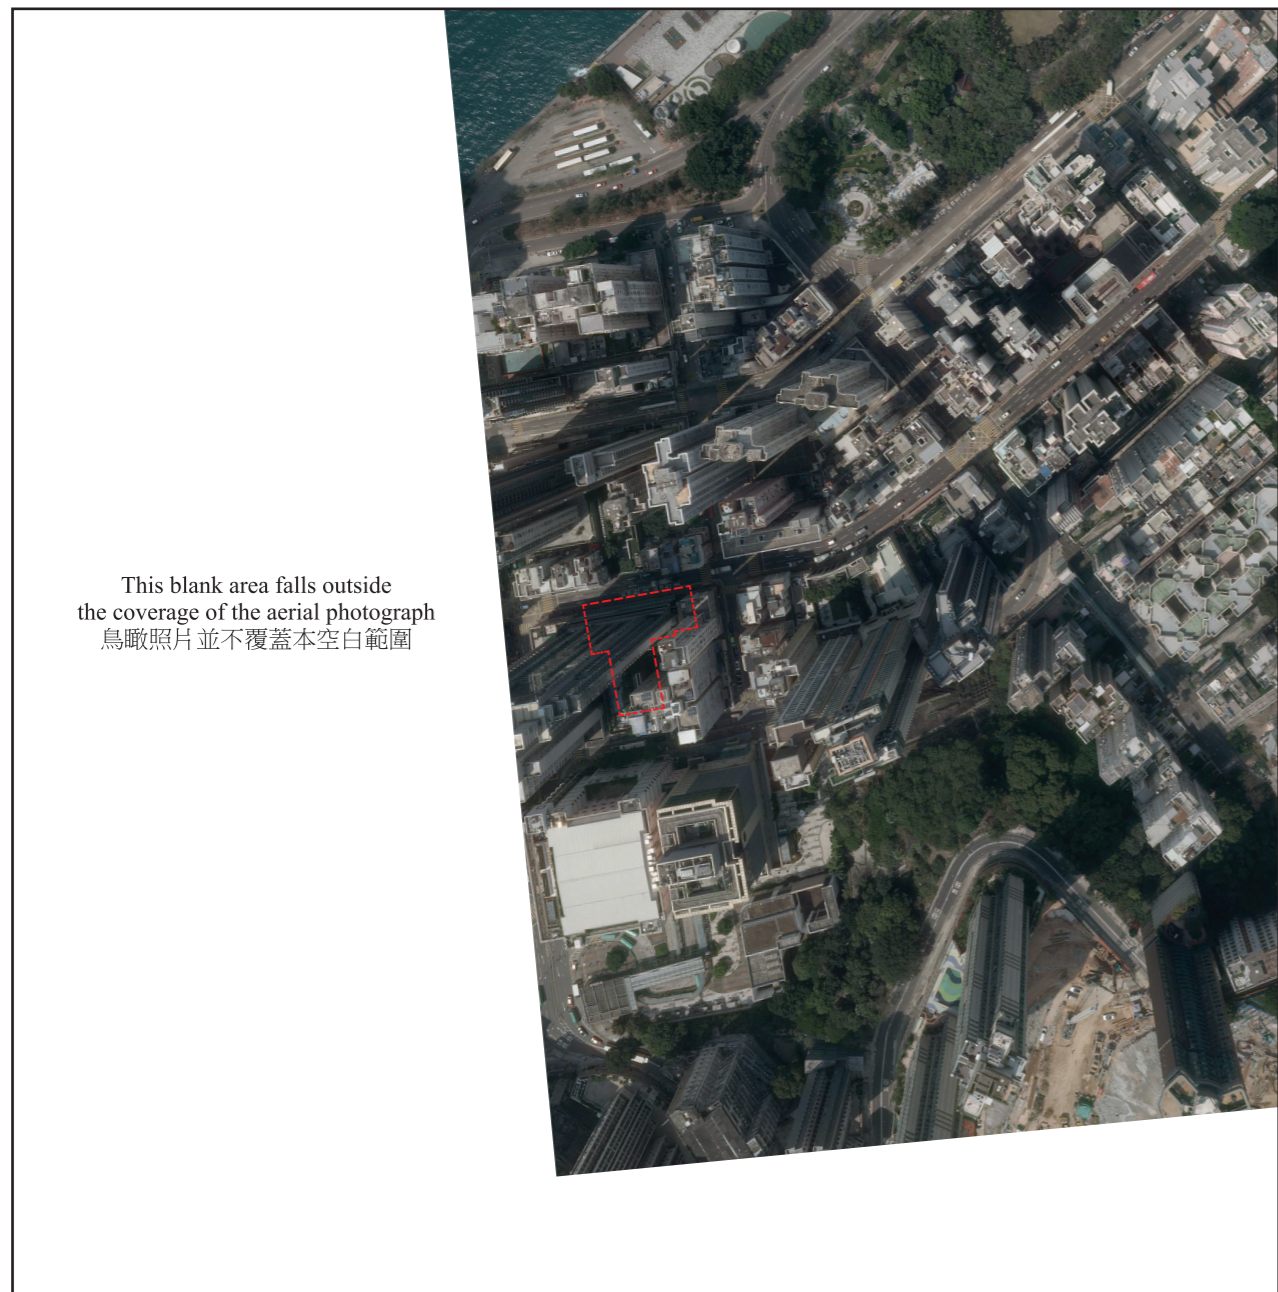 This blank area falls outside
the coverage of the aerial photograph
鳥瞰照片並不覆蓋本空白範圍